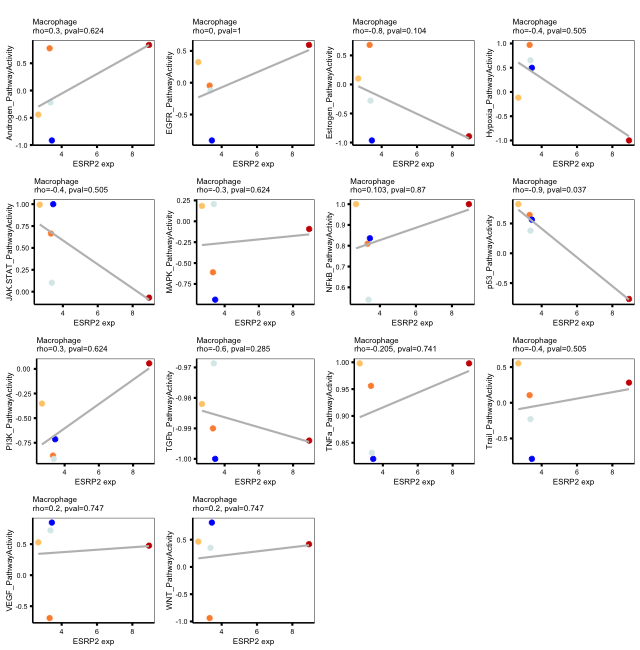 Macrophage
rho=0.3, pval=0.624
Androgen_PathwayActivity
0.5
0.0
-0.5
-1.0
4
6
8
ESRP2 exp
Macrophage
rho=0, pval=1
EGFR_PathwayActivity
0.5
0.0
-0.5
4
6
8
ESRP2 exp
Macrophage
rho=-0.8, pval=0.104
Estrogen_PathwayActivity
0.5
0.0
-0.5
-1.0
4
6
8
ESRP2 exp
Macrophage
rho=-0.4, pval=0.505
Hypoxia_PathwayActivity
1.0
0.5
0.0
-0.5
-1.0
4
6
8
ESRP2 exp
Macrophage
rho=-0.4, pval=0.505
JAK.STAT_PathwayActivity
1.00
0.75
0.50
0.25
0.00
4
6
8
ESRP2 exp
Macrophage
rho=-0.3, pval=0.624
MAPK_PathwayActivity
0.25
0.00
-0.25
-0.50
-0.75
4
6
8
ESRP2 exp
Macrophage
rho=0.103, pval=0.87
NFkB_PathwayActivity
1.0
0.9
0.8
0.7
0.6
4
6
8
ESRP2 exp
Macrophage
rho=-0.9, pval=0.037
p53_PathwayActivity
0.5
0.0
-0.5
4
6
8
ESRP2 exp
Macrophage
rho=0.3, pval=0.624
PI3K_PathwayActivity
0.00
-0.25
-0.50
-0.75
4
6
8
ESRP2 exp
Macrophage
rho=-0.6, pval=0.285
TGFb_PathwayActivity
-0.97
-0.98
-0.99
-1.00
4
6
8
ESRP2 exp
Macrophage
rho=-0.205, pval=0.741
TNFa_PathwayActivity
1.00
0.95
0.90
0.85
4
6
8
ESRP2 exp
Macrophage
rho=-0.4, pval=0.505
Trail_PathwayActivity
0.5
0.0
-0.5
4
6
8
ESRP2 exp
Macrophage
rho=0.2, pval=0.747
VEGF_PathwayActivity
0.5
0.0
-0.5
4
6
8
ESRP2 exp
Macrophage
rho=0.2, pval=0.747
WNT_PathwayActivity
0.5
0.0
-0.5
-1.0
4
6
8
ESRP2 exp